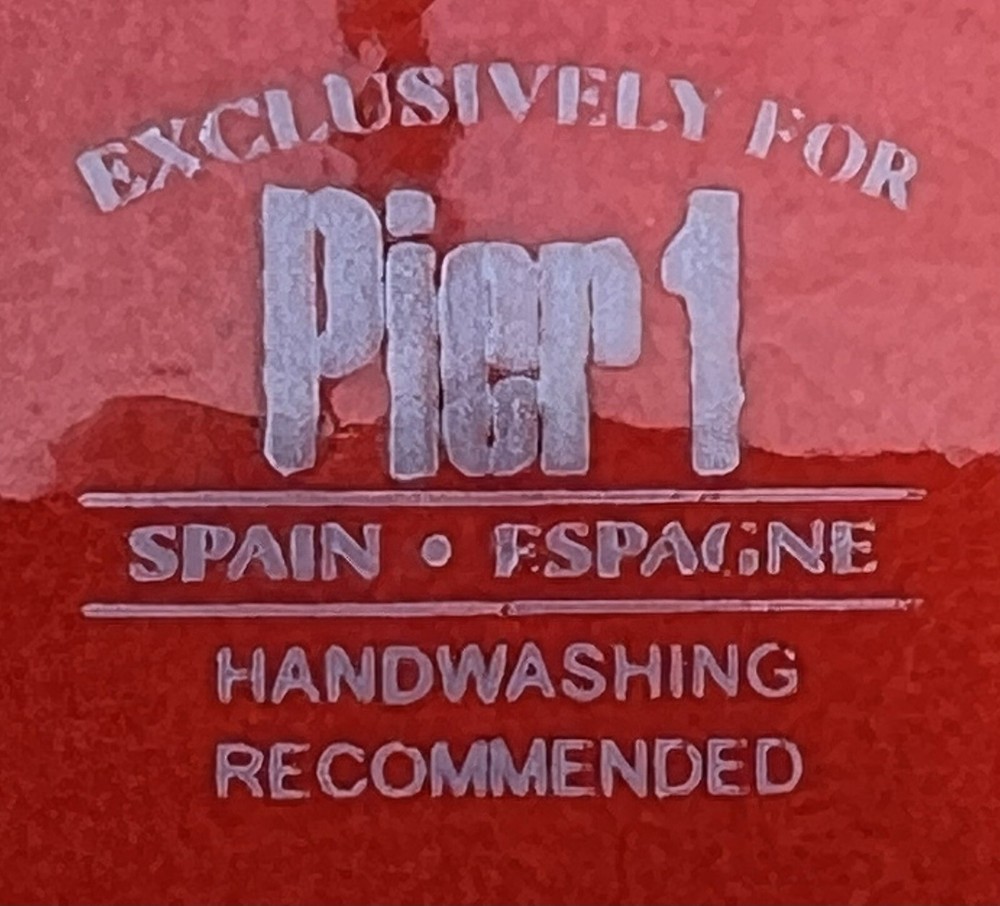 EXCLUSIVELY FOR
Pier 1
SPAIN • ESPAGNE
HANDWASHING
RECOMMENDED